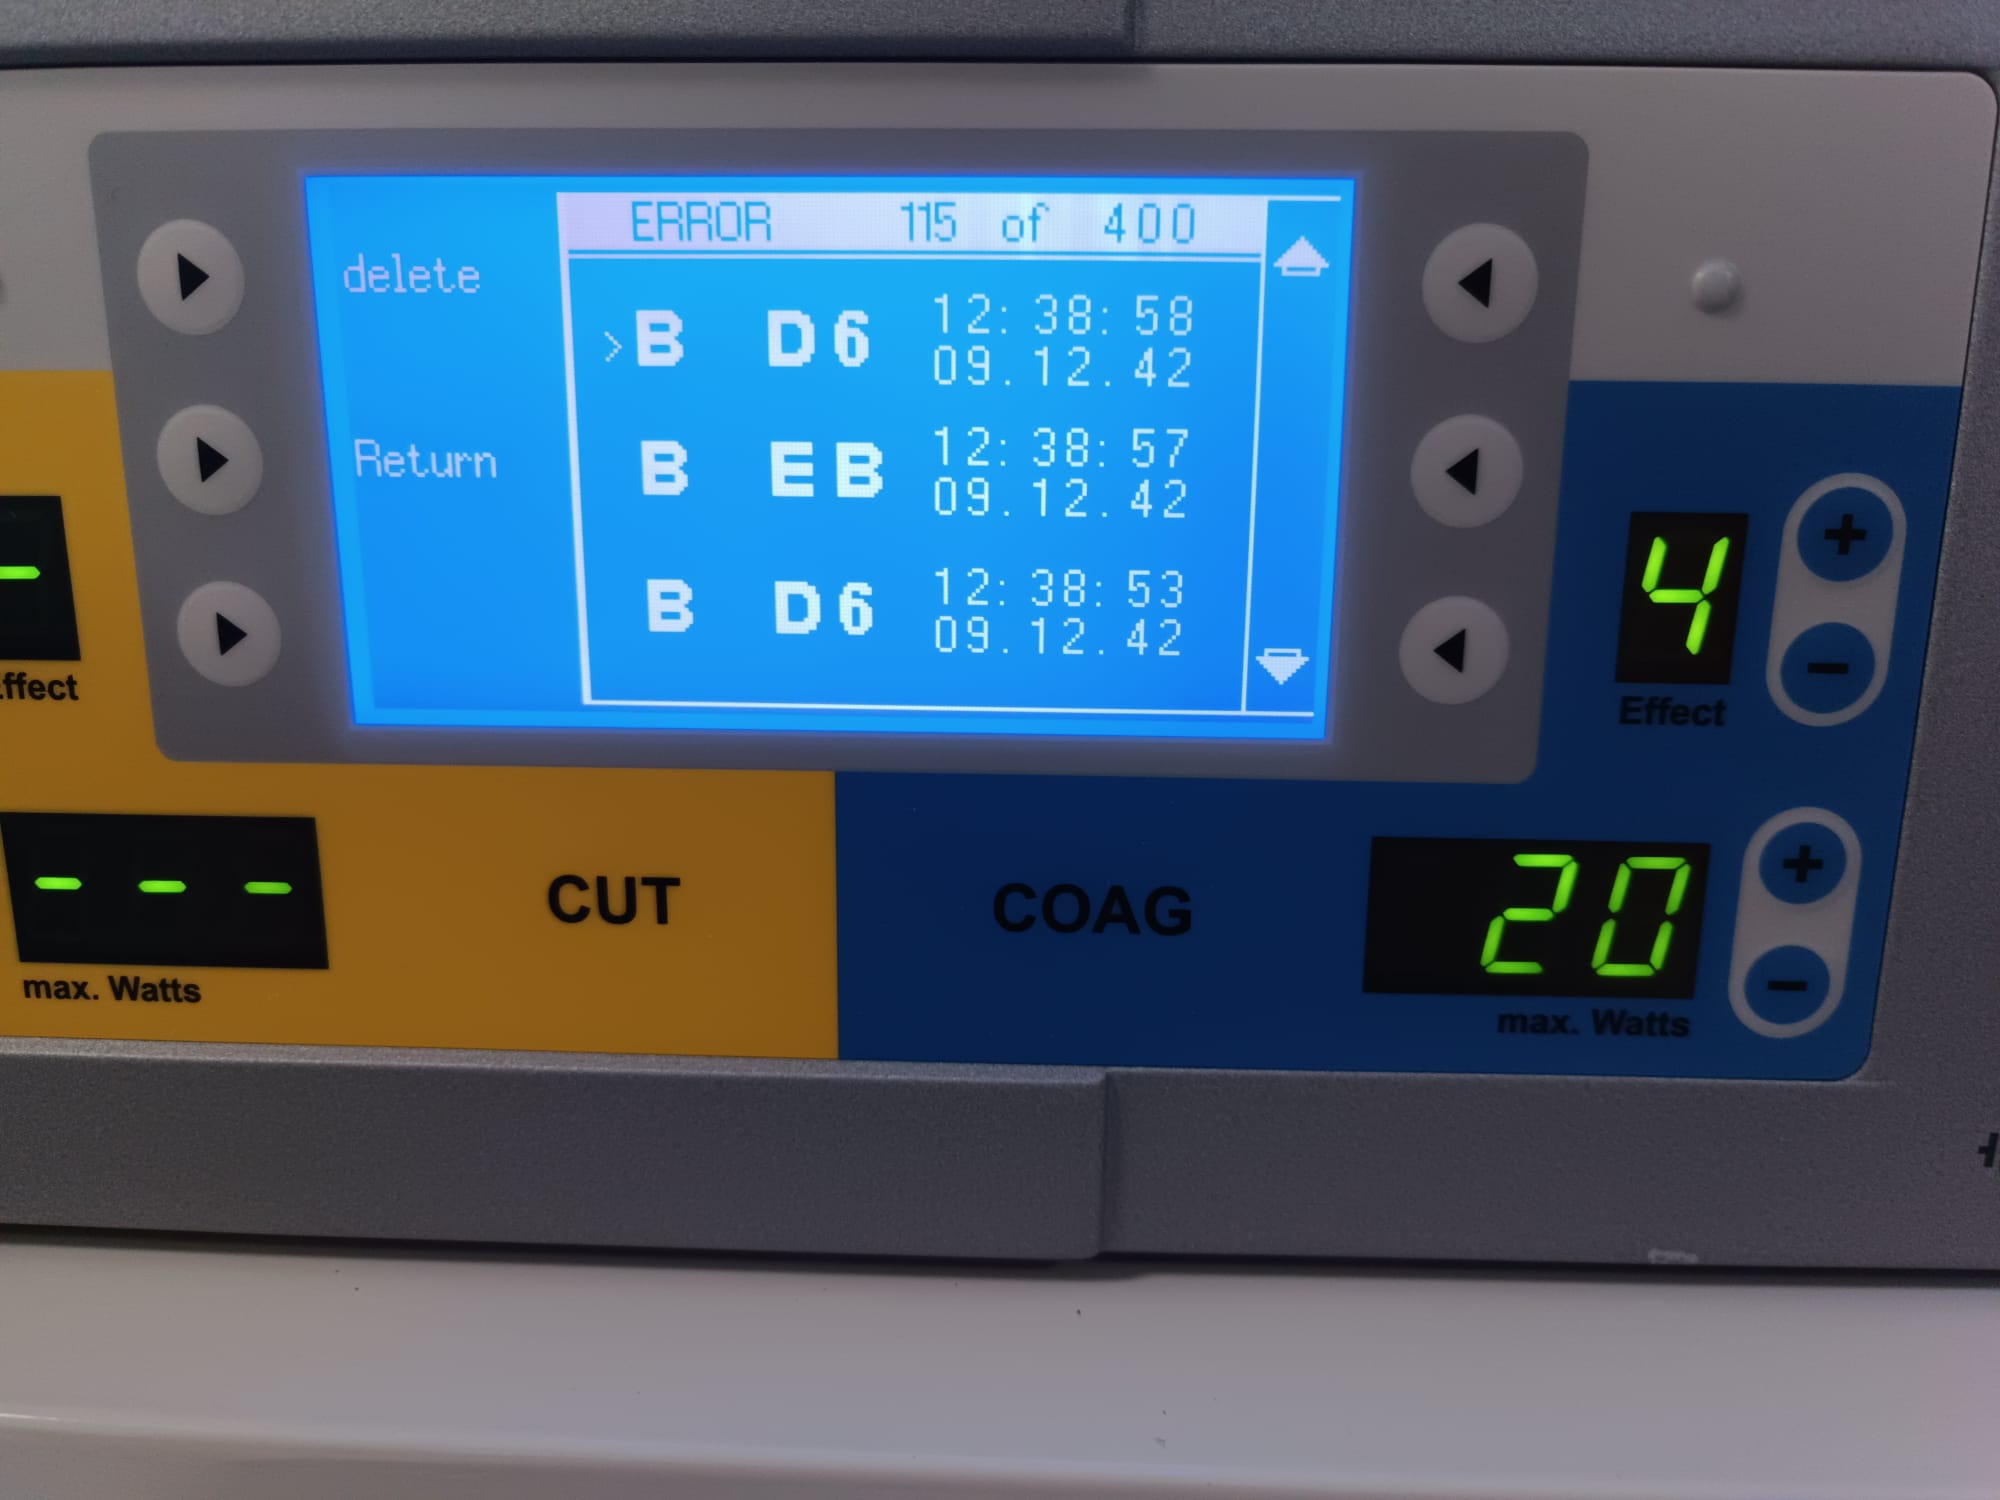 ERROR 115 of 400
delete
>B D6 12:38:58
09.12.42
Return
B EB 12:38:57
09.12.42
B D6 12:38:53
09.12.42
4
Effect
-
ffect
- - -
max. Watts
CUT
COAG
20
max. Watts
+
-
+
-